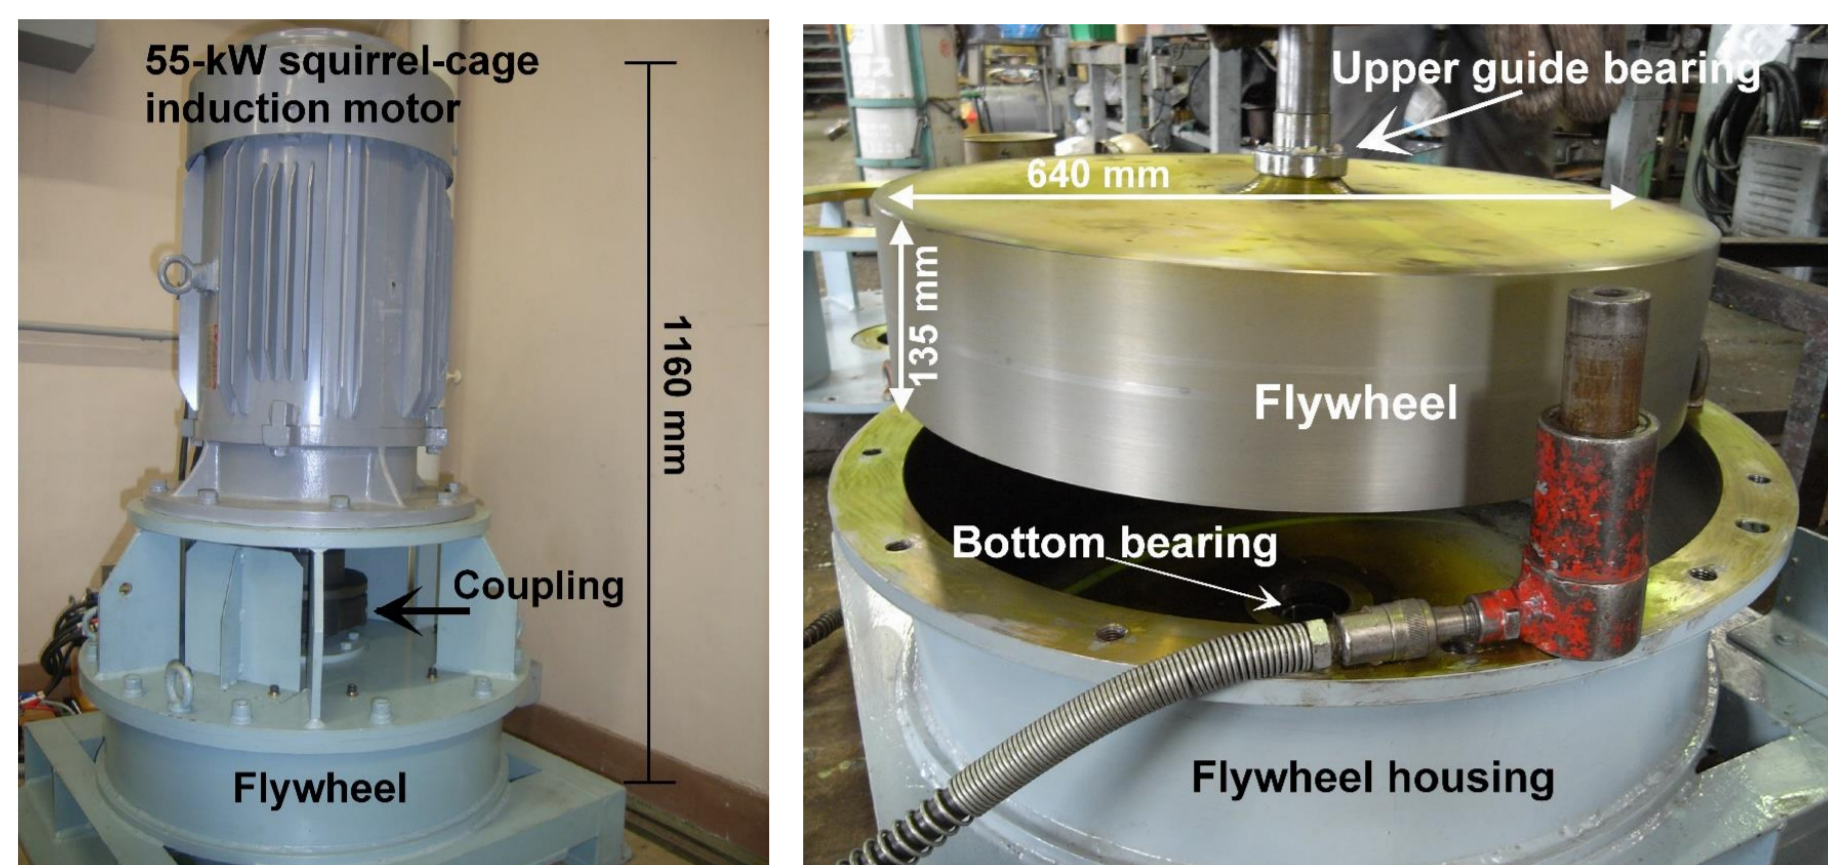 55-kW squirrel-cage
induction motor
1160 mm
Coupling
Flywheel
Upper guide bearing
640 mm
135 mm
Flywheel
Bottom bearing
Flywheel housing